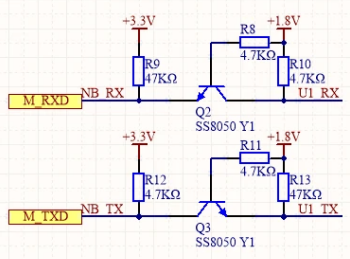 +3.3V
+1.8V
R8
4.7KΩ
R9
47KΩ
R10
4.7KΩ
M_RXD
NB_RX
U1_RX
Q2
SS8050 Y1
+3.3V
+1.8V
R11
4.7KΩ
R12
4.7KΩ
R13
47KΩ
M_TXD
NB_TX
U1_TX
Q3
SS8050 Y1